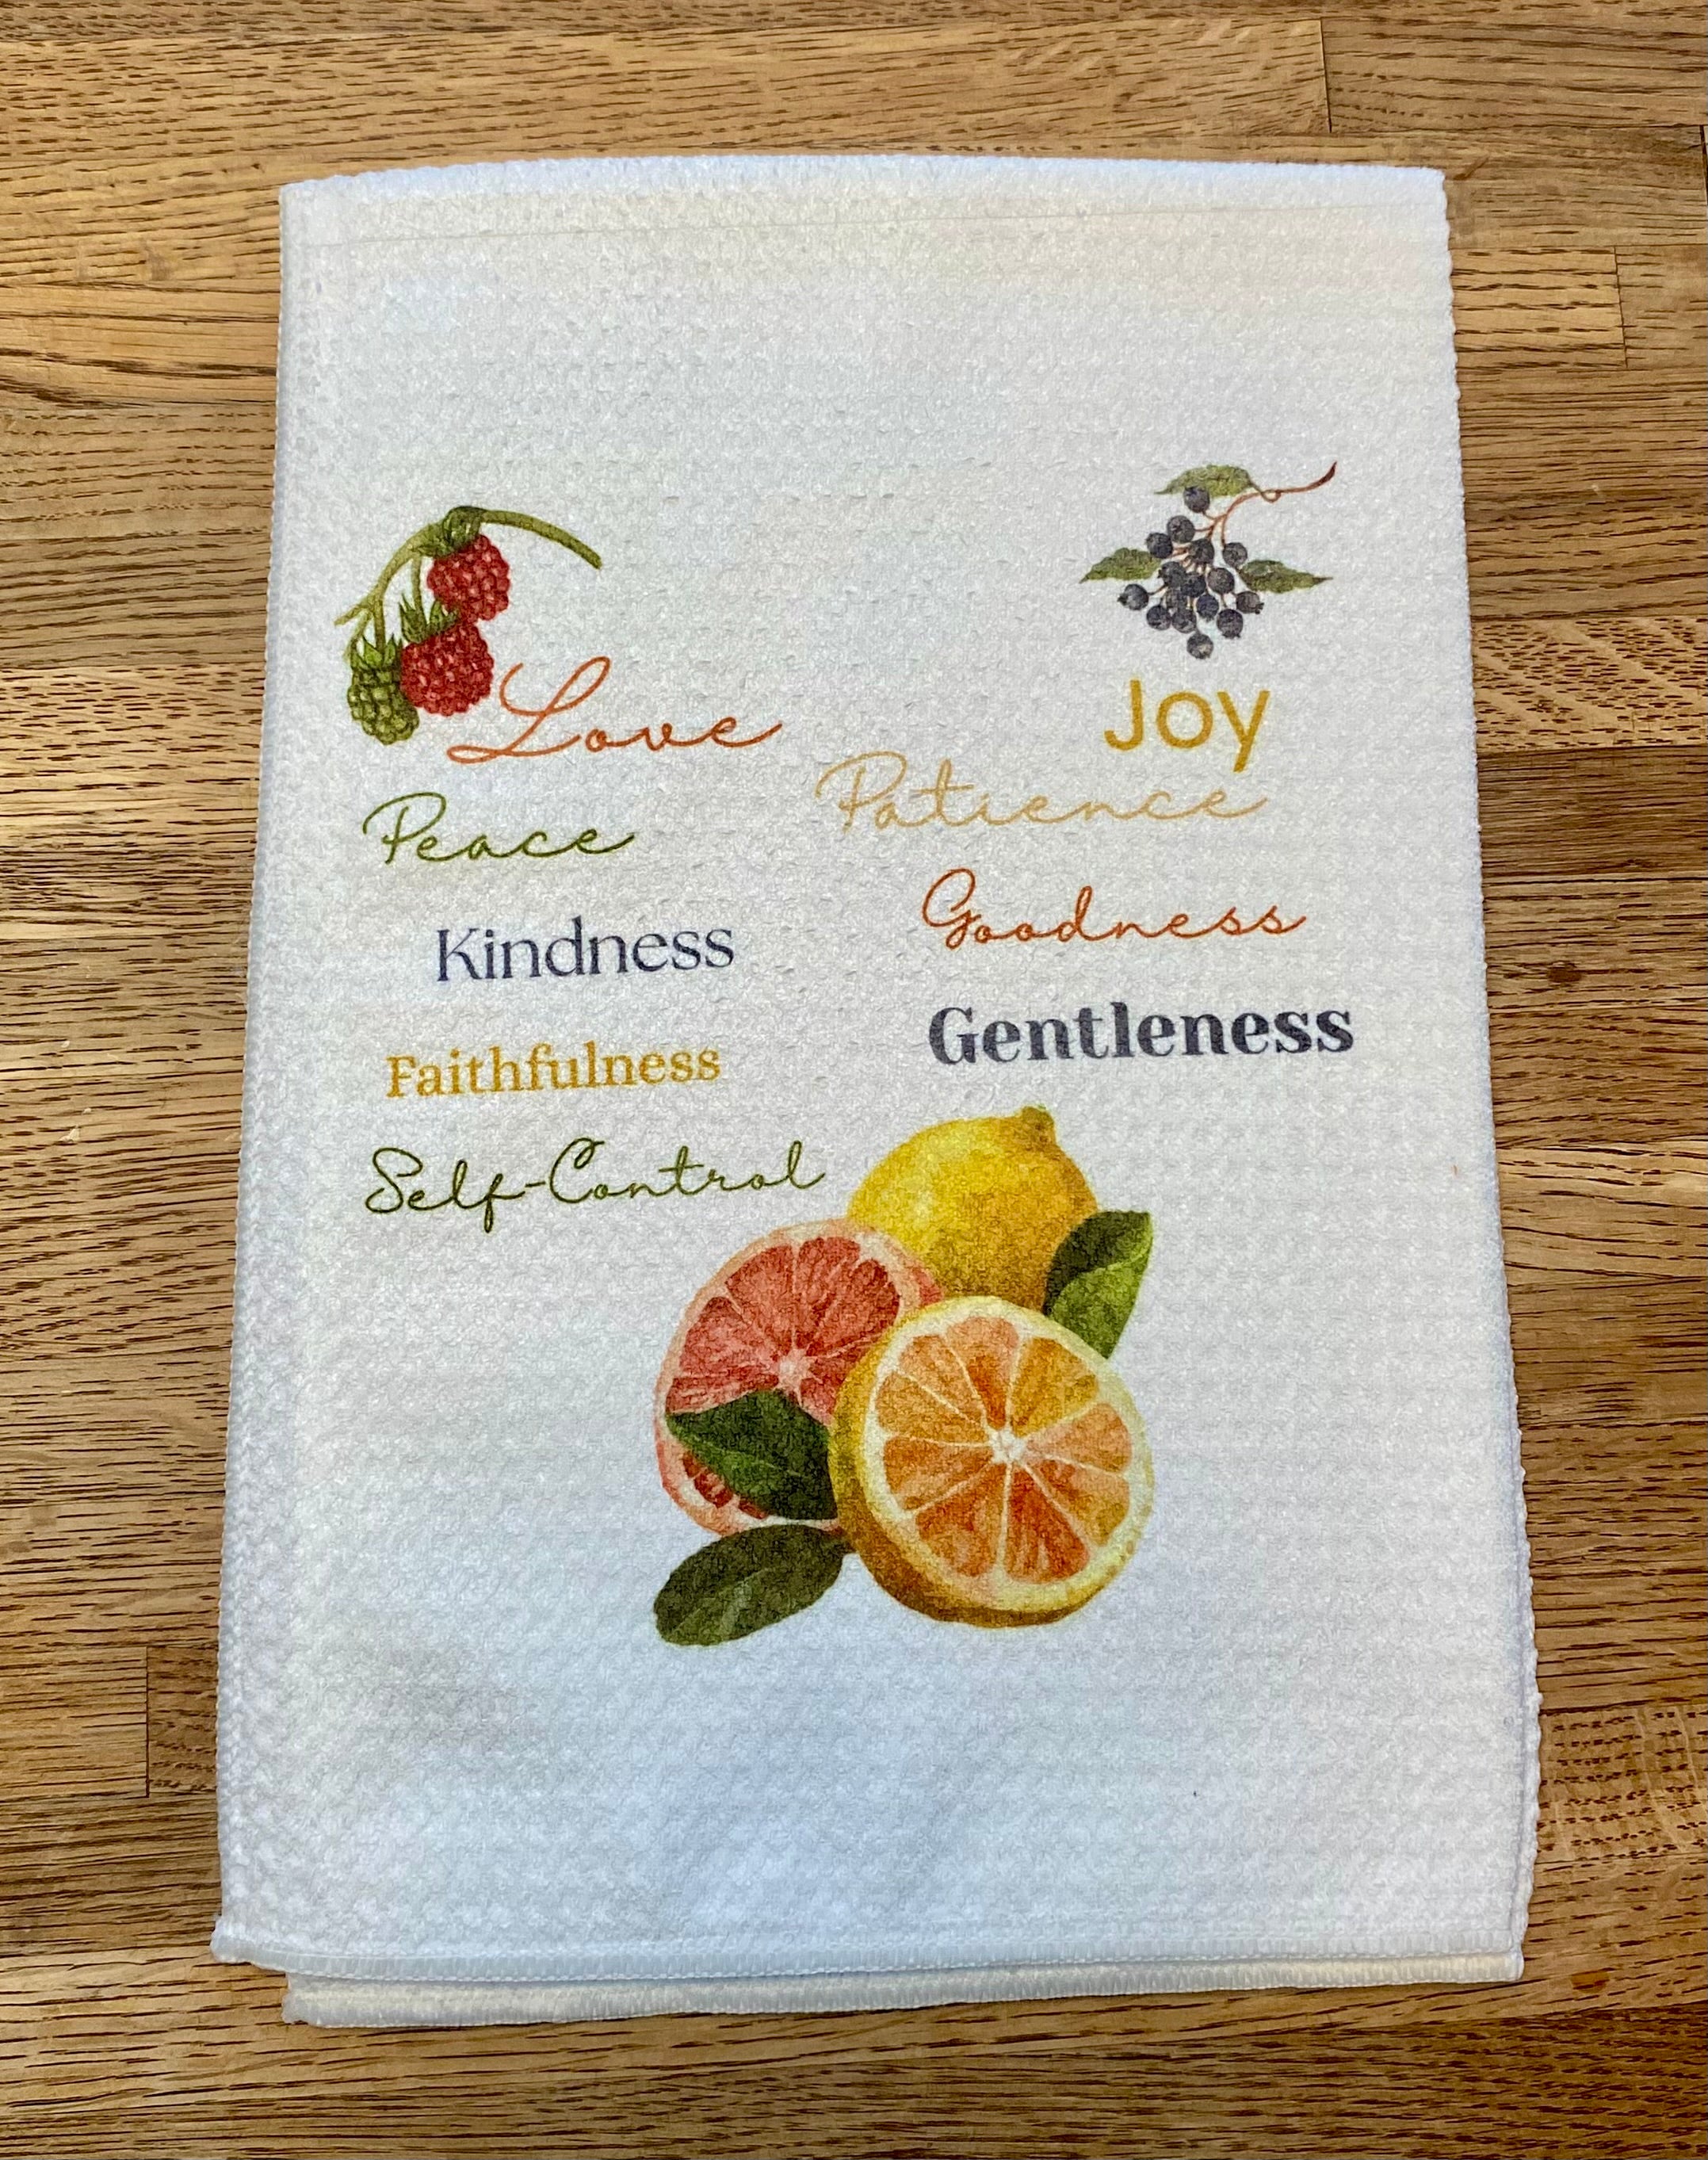 Love
Joy
Peace
Patience
Kindness
Goodness
Faithfulness
Gentleness
Self-Control